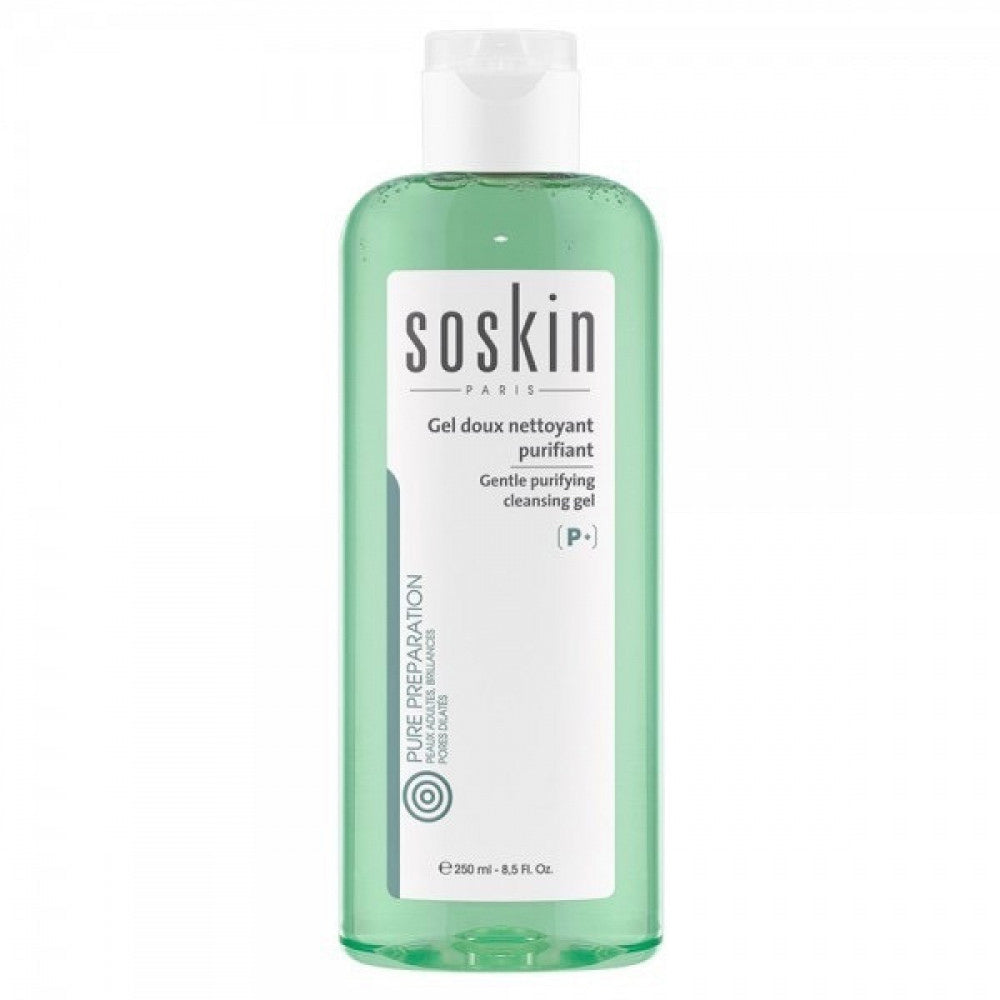 soskin
PARIS
Gel doux nettoyant
purifiant
Gentle purifying
cleansing gel
[P+]
PURE PREPARATION
PEAUX ADULTES, BRILLANCES
PORES DILATÉS
℮ 250 ml - 8,5 Fl. Oz.